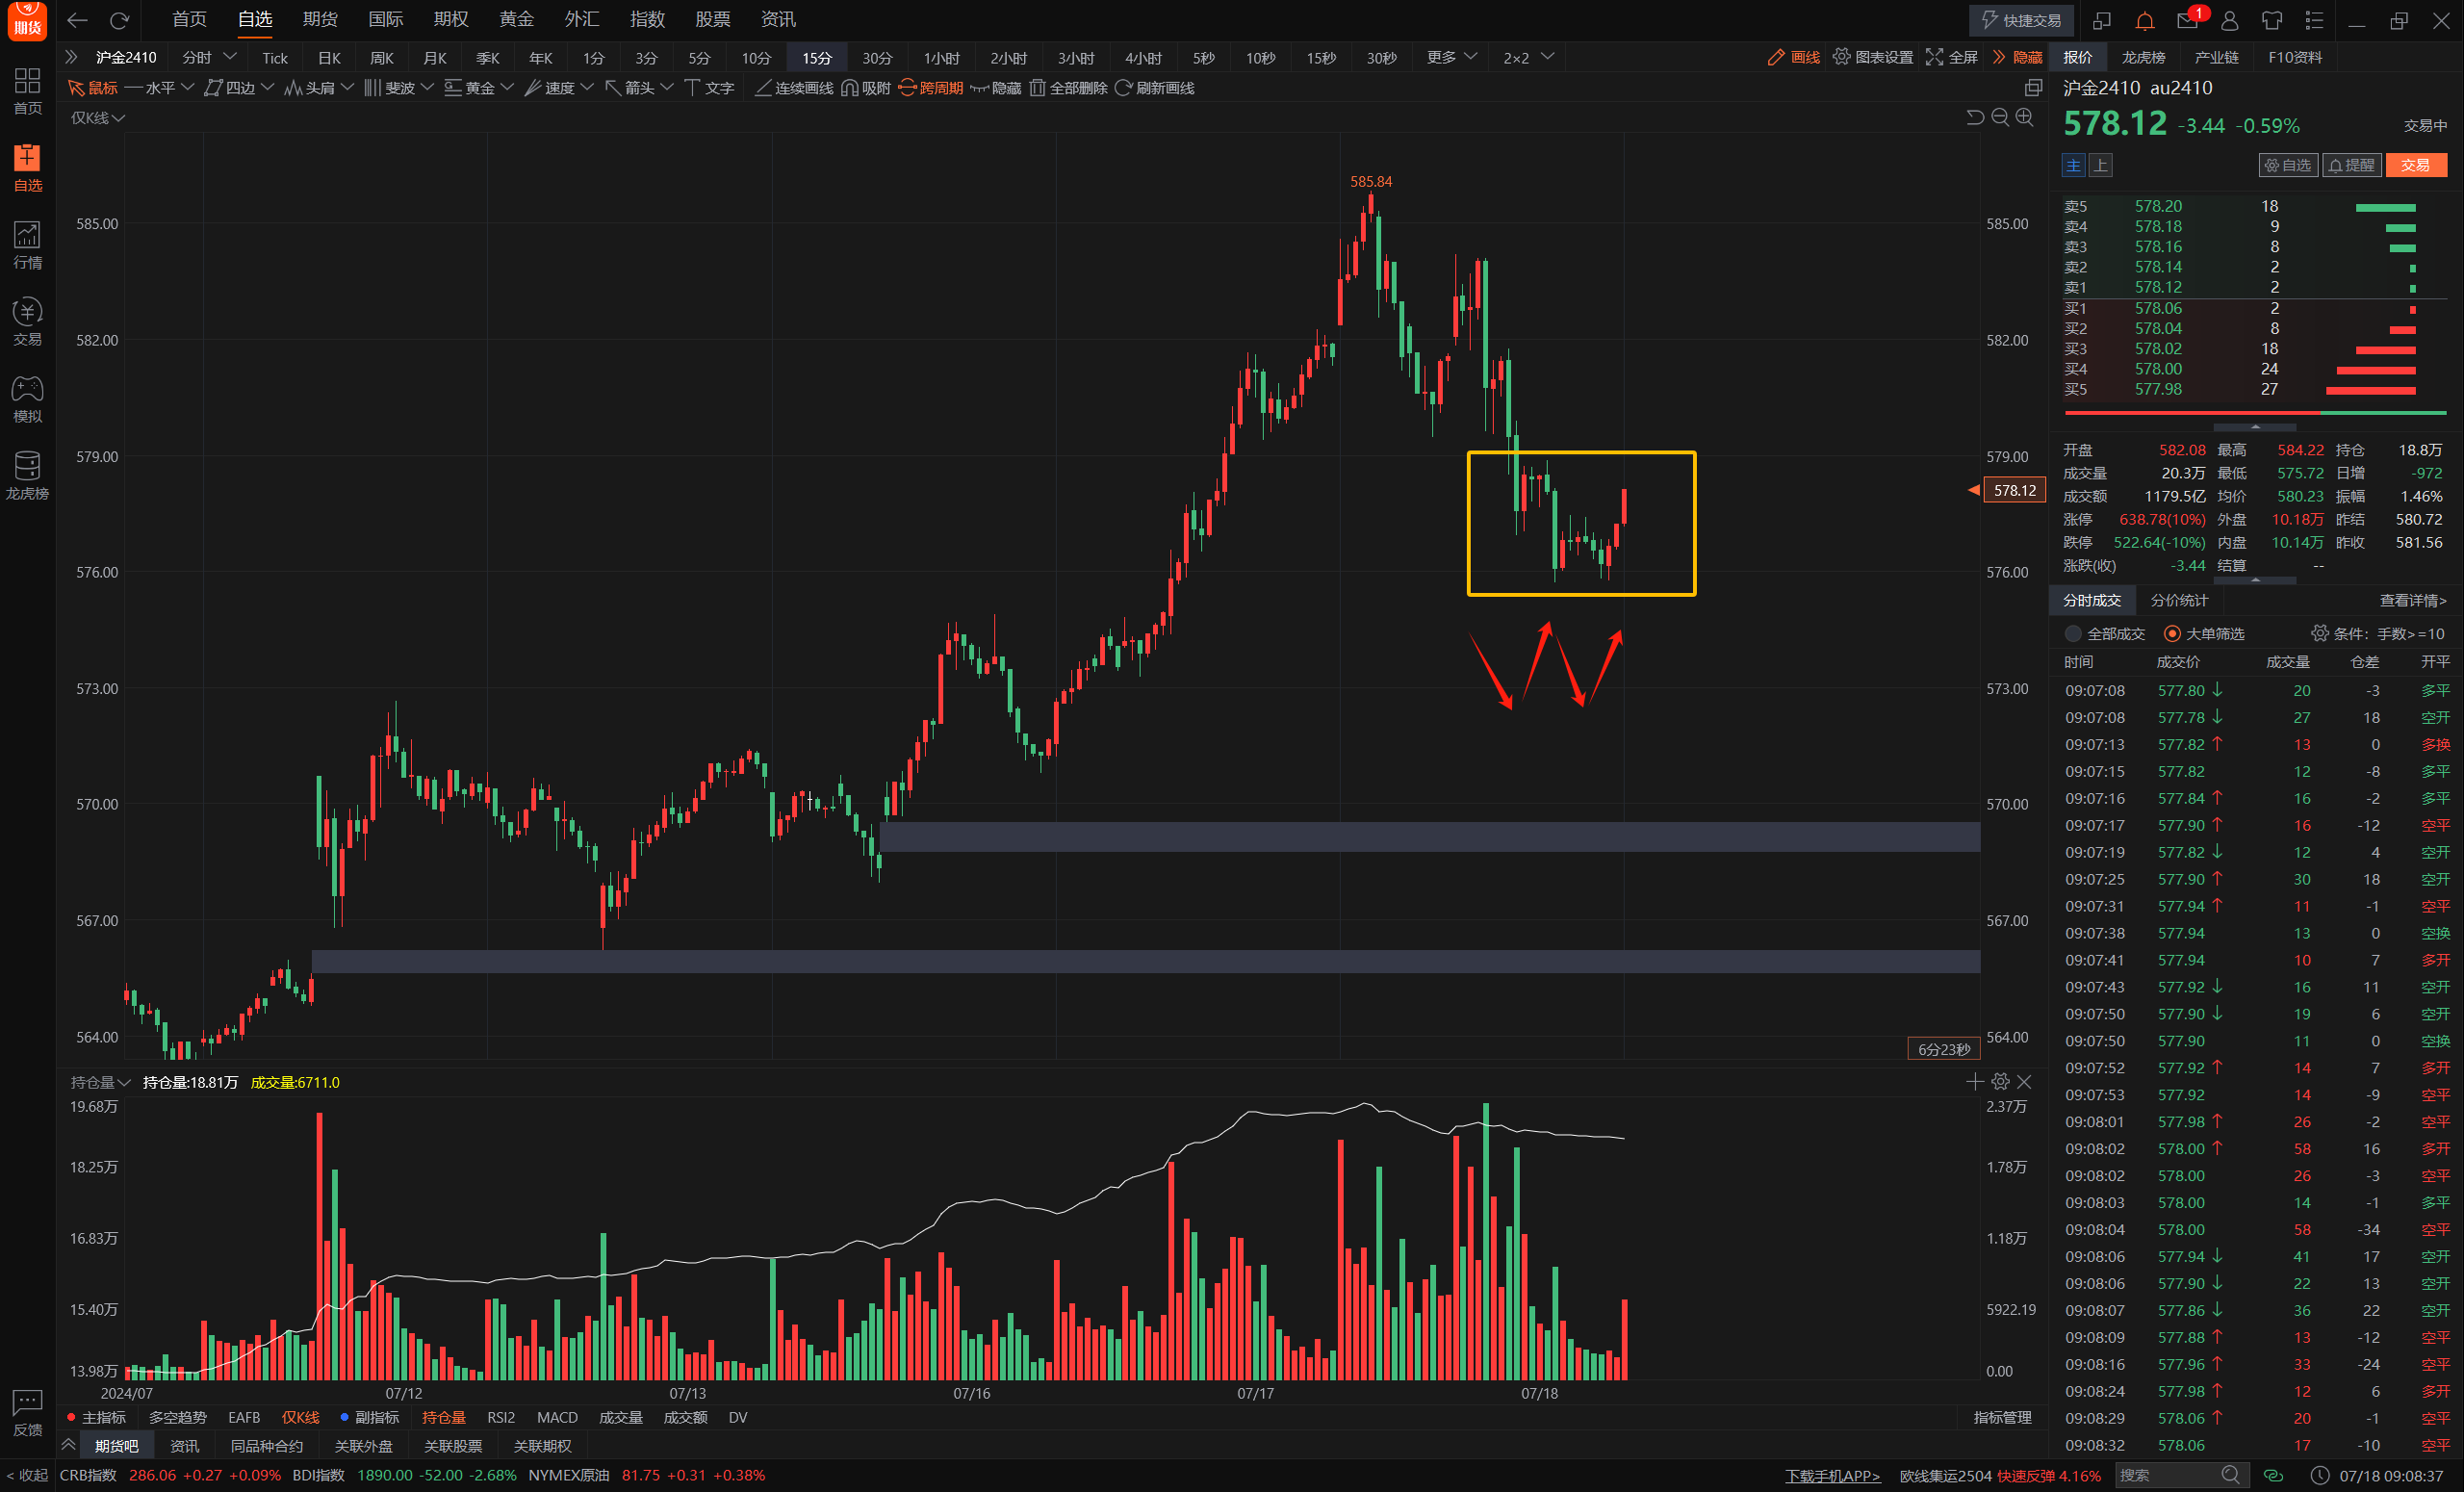 期货 首页 自选 期货 国际 期权 黄金 外汇 指数 股票 资讯 快捷交易 1
沪金2410 分时 Tick 日K 周K 月K 季K 年K 1分 3分 5分 10分 15分 30分 1小时 2小时 3小时 4小时 5秒 10秒 15秒 30秒 更多 2×2 画线 图表设置 全屏 隐藏 报价 龙虎榜 产业链 F10资料
鼠标 水平 四边 头肩 斐波 黄金 速度 箭头 文字 连续画线 吸附 跨周期 隐藏 全部删除 刷新画线
首页
自选
行情
交易
模拟
龙虎榜
反馈
< 收起
仅K线
585.84
585.00 585.00
582.00 582.00
579.00 579.00
578.12
576.00 576.00
573.00 573.00
570.00 570.00
567.00 567.00
564.00 564.00
6分23秒
持仓量 持仓量:18.81万 成交量:6711.0
19.68万 2.37万
18.25万 1.78万
16.83万 1.18万
15.40万 5922.19
13.98万 0.00
2024/07 07/12 07/13 07/16 07/17 07/18
主指标 多空趋势 EAFB 仅K线 副指标 持仓量 RSI2 MACD 成交量 成交额 DV 指标管理
期货吧 资讯 同品种合约 关联外盘 关联股票 关联期权
沪金2410 au2410
578.12 -3.44 -0.59% 交易中
主 上 自选 提醒 交易
卖5 578.20 18
卖4 578.18 9
卖3 578.16 8
卖2 578.14 2
卖1 578.12 2
买1 578.06 2
买2 578.04 8
买3 578.02 18
买4 578.00 24
买5 577.98 27
开盘 582.08 最高 584.22 持仓 18.8万
成交量 20.3万 最低 575.72 日增 -972
成交额 1179.5亿 均价 580.23 振幅 1.46%
涨停 638.78(10%) 外盘 10.18万 昨结 580.72
跌停 522.64(-10%) 内盘 10.14万 昨收 581.56
涨跌(收) -3.44 结算 --
分时成交 分价统计 查看详情>
全部成交 大单筛选 条件：手数>=10
时间 成交价 成交量 仓差 开平
09:07:08 577.80 ↓ 20 -3 多平
09:07:08 577.78 ↓ 27 18 空开
09:07:13 577.82 ↑ 13 0 多换
09:07:15 577.82 12 -8 多平
09:07:16 577.84 ↑ 16 -2 多平
09:07:17 577.90 ↑ 16 -12 空平
09:07:19 577.82 ↓ 12 4 空开
09:07:25 577.90 ↑ 30 18 空开
09:07:31 577.94 ↑ 11 -1 空平
09:07:38 577.94 13 0 空换
09:07:41 577.94 10 7 多开
09:07:43 577.92 ↓ 16 11 空开
09:07:50 577.90 ↓ 19 6 空开
09:07:50 577.90 11 0 空换
09:07:52 577.92 ↑ 14 7 多开
09:07:53 577.92 14 -9 空平
09:08:01 577.98 ↑ 26 -2 空平
09:08:02 578.00 ↑ 58 16 多开
09:08:02 578.00 26 -3 空平
09:08:03 578.00 14 -1 多平
09:08:04 578.00 58 -34 空平
09:08:06 577.94 ↓ 41 17 空开
09:08:06 577.90 ↓ 22 13 空开
09:08:07 577.86 ↓ 36 22 空开
09:08:09 577.88 ↑ 13 -12 空平
09:08:16 577.96 ↑ 33 -24 空平
09:08:24 577.98 ↑ 12 6 多开
09:08:29 578.06 ↑ 20 -1 空平
09:08:32 578.06 17 -10 空平
CRB指数 286.06 +0.27 +0.09% BDI指数 1890.00 -52.00 -2.68% NYMEX原油 81.75 +0.31 +0.38% 下载手机APP> 欧线集运2504 快速反弹 4.16% 搜索 07/18 09:08:37